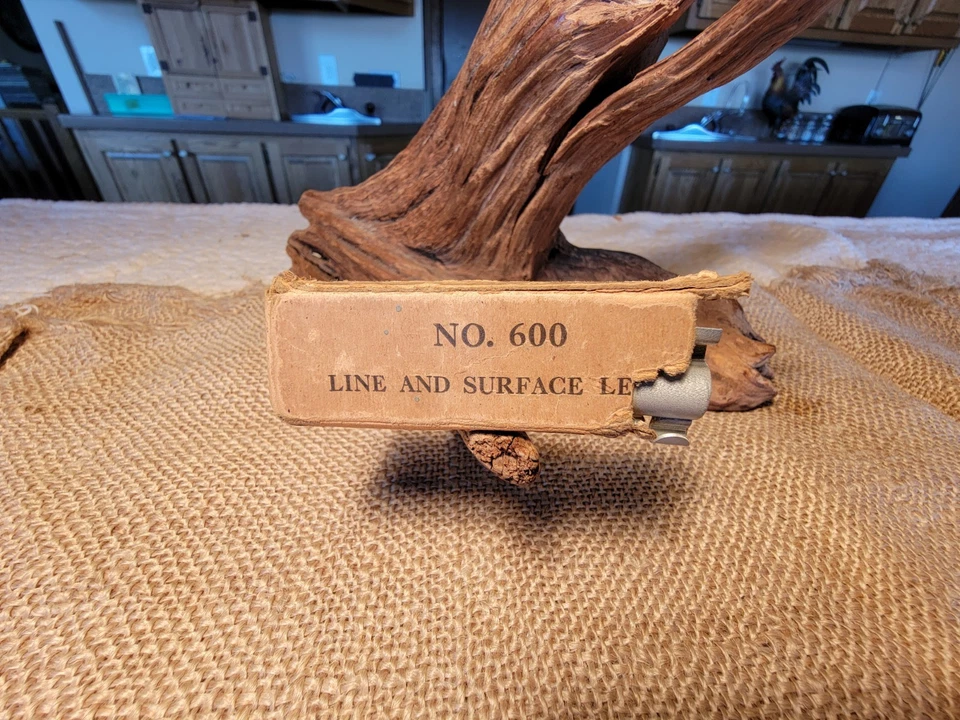 NO. 600
LINE AND SURFACE LE